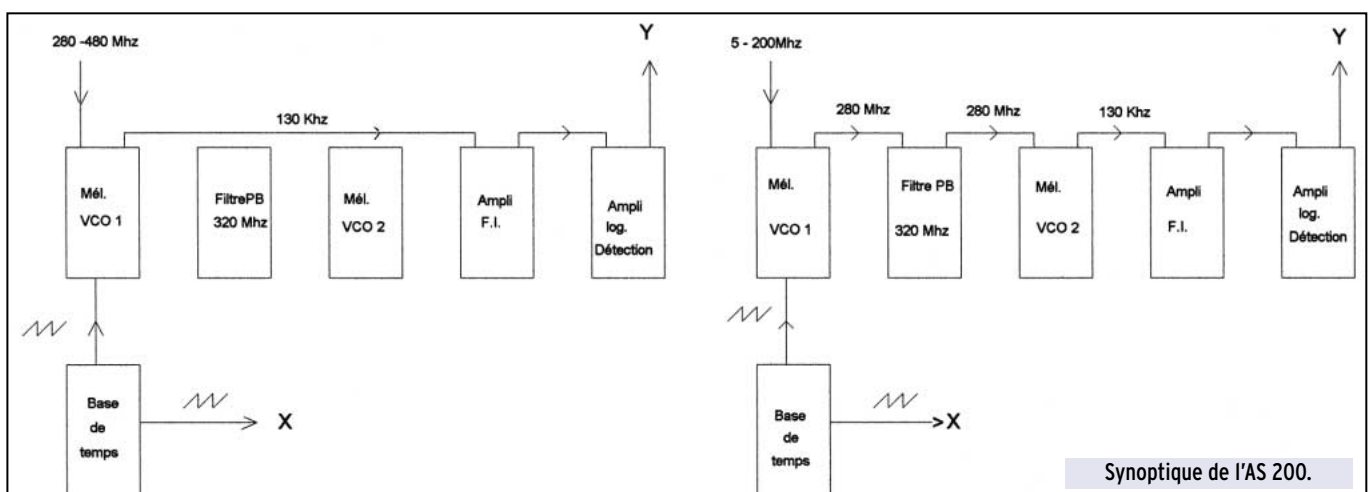 280 -480 Mhz
Y
130 Khz
Mél.
VCO 1
FiltrePB
320 Mhz
Mél.
VCO 2
Ampli
F.I.
Ampli
log.
Détection
Base
de
temps
X
5 - 200Mhz
Y
280 Mhz
280 Mhz
130 Khz
Mél.
VCO 1
Filtre PB
320 Mhz
Mél.
VCO 2
Ampli
F.I.
Ampli
log.
Détection
Base
de
temps
X
Synoptique de l'AS 200.